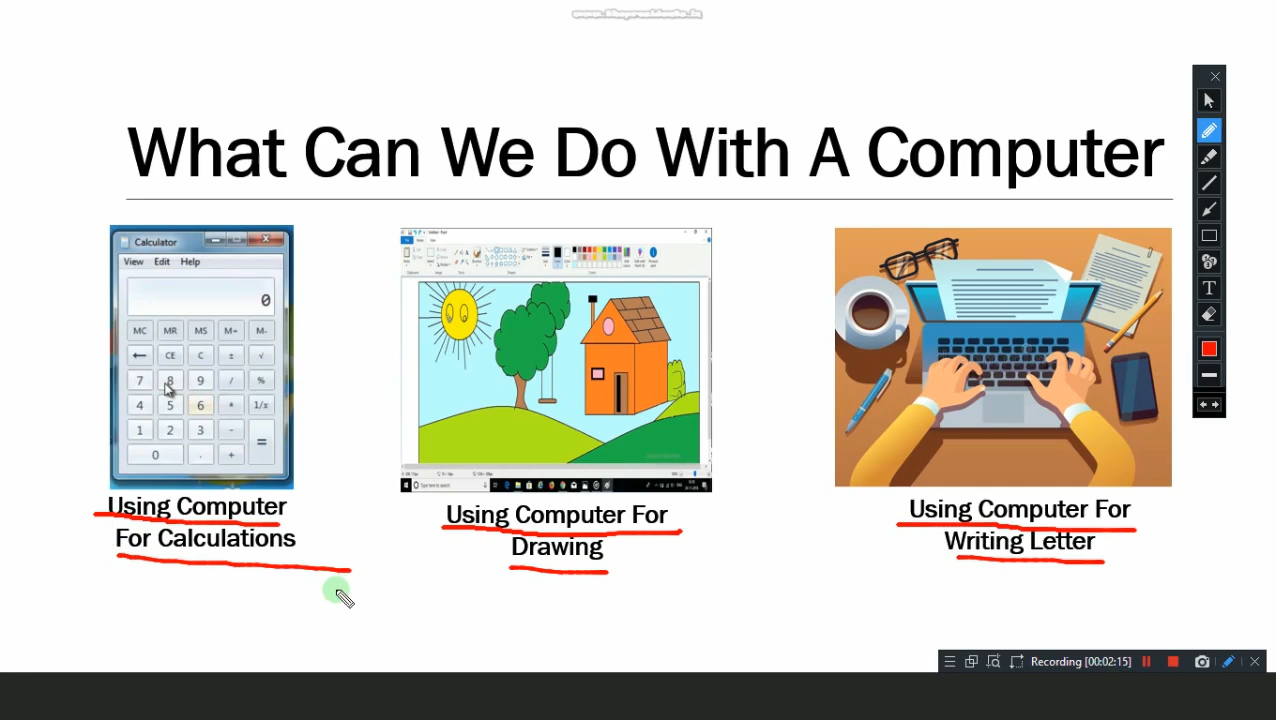 What Can We Do With A Computer
Calculator
View Edit Help
0
MC MR MS M+ M-
← CE C ± √
7 8 9 / %
4 5 6 * 1/x
1 2 3 - =
0 . +
Using Computer
For Calculations
Using Computer For
Drawing
Using Computer For
Writing Letter
T
Recording [00:02:15]